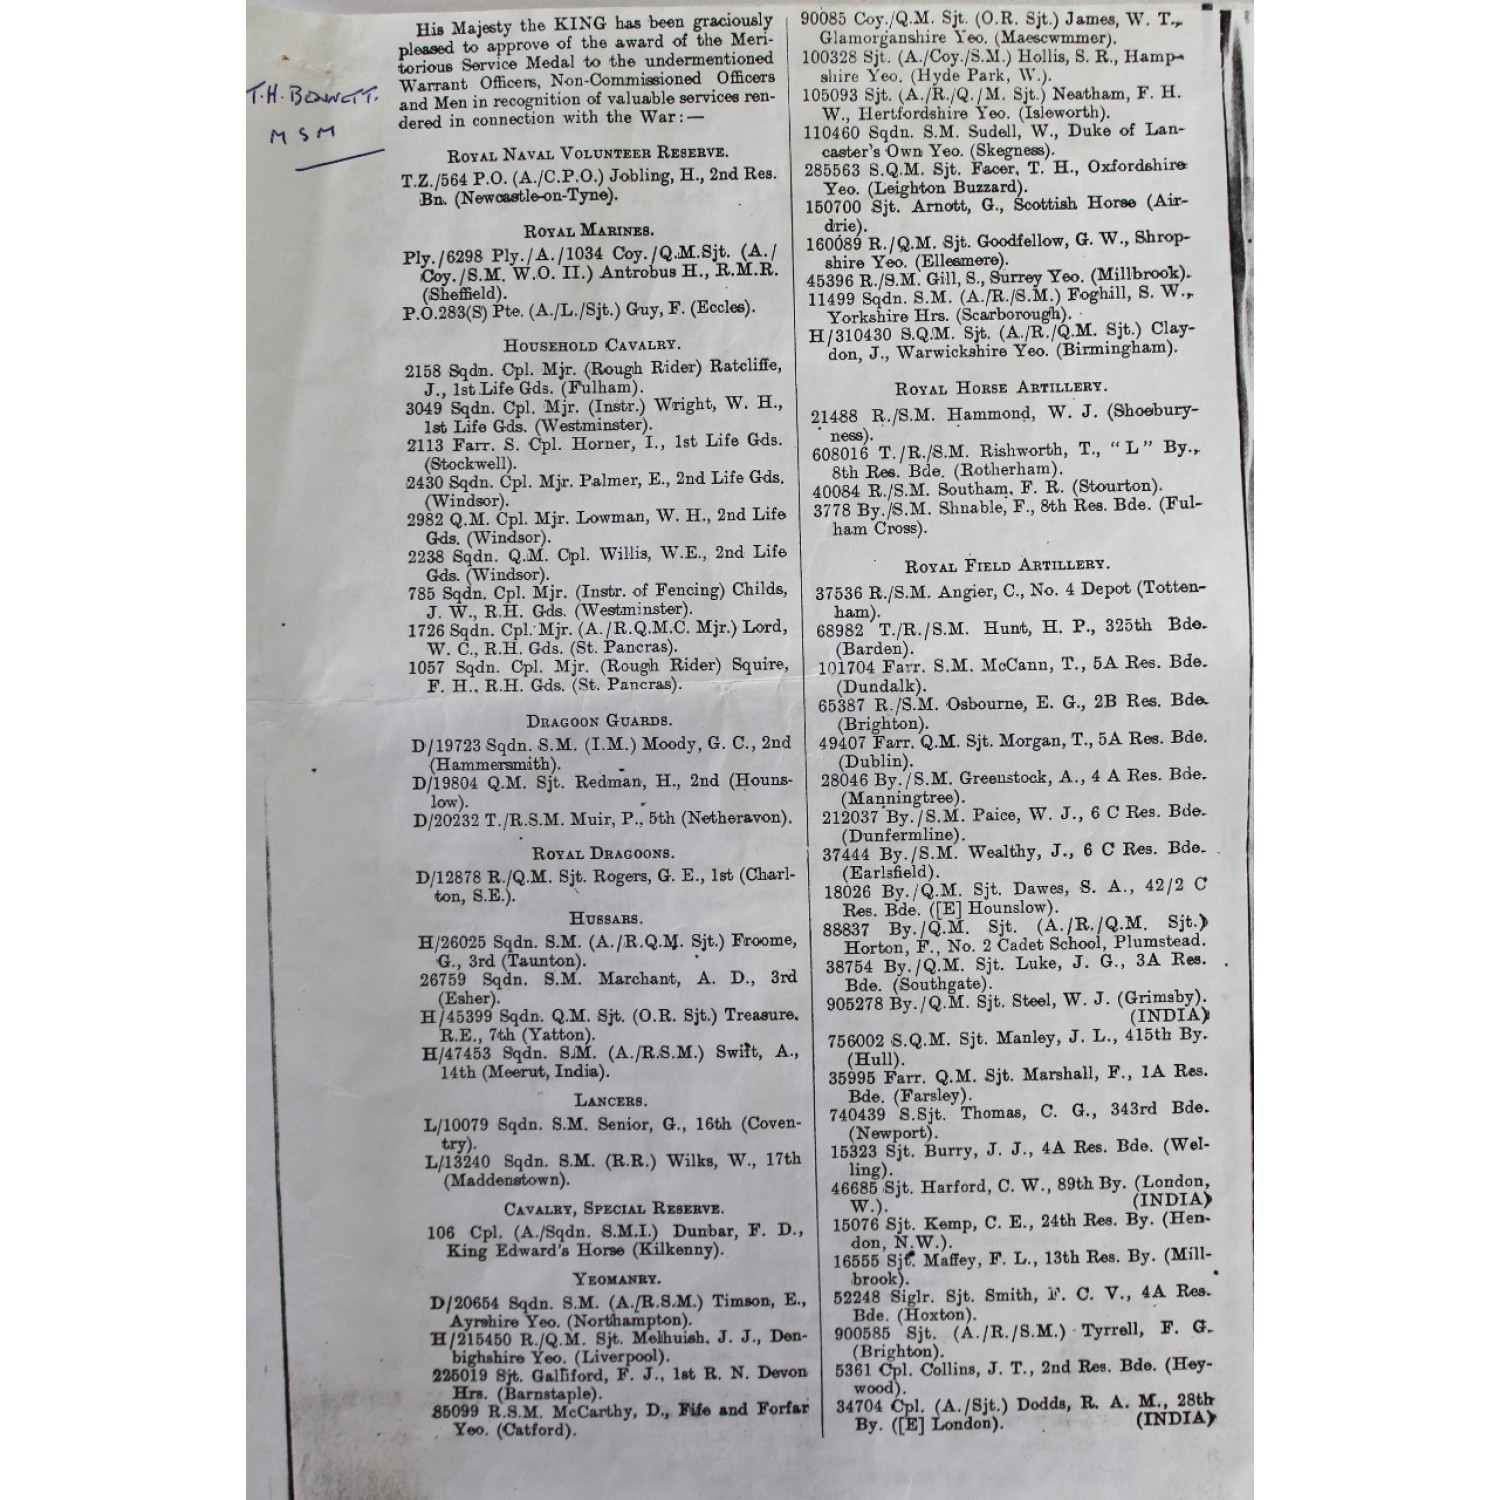 T.H. BENNETT.
M S M
His Majesty the KING has been graciously
pleased to approve of the award of the Meri-
torious Service Medal to the undermentioned
Warrant Officers, Non-Commissioned Officers
and Men in recognition of valuable services ren-
dered in connection with the War:—
ROYAL NAVAL VOLUNTEER RESERVE.
T.Z./564 P.O. (A./C.P.O.) Jobling, H., 2nd Res.
Bn. (Newcastle-on-Tyne).
ROYAL MARINES.
Ply./6298 Ply./A./1034 Coy./Q.M.Sjt. (A./
Coy./S.M. W.O. II.) Antrobus H., R.M.R.
(Sheffield).
P.O.283(S) Pte. (A./L./Sjt.) Guy, F. (Eccles).
HOUSEHOLD CAVALRY.
2158 Sqdn. Cpl. Mjr. (Rough Rider) Ratcliffe,
J., 1st Life Gds. (Fulham).
3049 Sqdn. Cpl. Mjr. (Instr.) Wright, W. H.,
1st Life Gds. (Westminster).
2113 Farr. S. Cpl. Horner, I., 1st Life Gds.
(Stockwell).
2430 Sqdn. Cpl. Mjr. Palmer, E., 2nd Life Gds.
(Windsor).
2982 Q.M. Cpl. Mjr. Lowman, W. H., 2nd Life
Gds. (Windsor).
2238 Sqdn. Q.M. Cpl. Willis, W.E., 2nd Life
Gds. (Windsor).
785 Sqdn. Cpl. Mjr. (Instr. of Fencing) Childs,
J. W., R.H. Gds. (Westminster).
1726 Sqdn. Cpl. Mjr. (A./R.Q.M.C. Mjr.) Lord,
W. C., R.H. Gds. (St. Pancras).
1057 Sqdn. Cpl. Mjr. (Rough Rider) Squire,
F. H., R.H. Gds. (St. Pancras).
DRAGOON GUARDS.
D/19723 Sqdn. S.M. (I.M.) Moody, G. C., 2nd
(Hammersmith).
D/19804 Q.M. Sjt. Redman, H., 2nd (Houns-
low).
D/20232 T./R.S.M. Muir, P., 5th (Netheravon).
ROYAL DRAGOONS.
D/12878 R./Q.M. Sjt. Rogers, G. E., 1st (Charl-
ton, S.E.).
HUSSARS.
H/26025 Sqdn. S.M. (A./R.Q.M. Sjt.) Froome,
G., 3rd (Taunton).
26759 Sqdn. S.M. Marchant, A. D., 3rd
(Esher).
H/45399 Sqdn. Q.M. Sjt. (O.R. Sjt.) Treasure,
R.E., 7th (Yatton).
H/47453 Sqdn. S.M. (A./R.S.M.) Swift, A.,
14th (Meerut, India).
LANCERS.
L/10079 Sqdn. S.M. Senior, G., 16th (Coven-
try).
L/13240 Sqdn. S.M. (R.R.) Wilks, W., 17th
(Maddenstown).
CAVALRY, SPECIAL RESERVE.
106 Cpl. (A./Sqdn. S.M.I.) Dunbar, F. D.,
King Edward's Horse (Kilkenny).
YEOMANRY.
D/20654 Sqdn. S.M. (A./R.S.M.) Timson, E.,
Ayrshire Yeo. (Northampton).
H/215450 R./Q.M. Sjt. Melhuish, J. J., Den-
bighshire Yeo. (Liverpool).
225019 Sjt. Galliford, F. J., 1st R. N. Devon
Hrs. (Barnstaple).
85099 R.S.M. McCarthy, D., Fife and Forfar
Yeo. (Catford).
90085 Coy./Q.M. Sjt. (O.R. Sjt.) James, W. T.,
Glamorganshire Yeo. (Maescwmmer).
100328 Sjt. (A./Coy./S.M.) Hollis, S. R., Hamp-
shire Yeo. (Hyde Park, W.).
105093 Sjt. (A./R./Q./M. Sjt.) Neatham, F. H.
W., Hertfordshire Yeo. (Isleworth).
110460 Sqdn. S.M. Sudell, W., Duke of Lan-
caster's Own Yeo. (Skegness).
285563 S.Q.M. Sjt. Facer, T. H., Oxfordshire
Yeo. (Leighton Buzzard).
150700 Sjt. Arnott, G., Scottish Horse (Air-
drie).
160089 R./Q.M. Sjt. Goodfellow, G. W., Shrop-
shire Yeo. (Ellesmere).
45396 R./S.M. Gill, S., Surrey Yeo. (Millbrook).
11499 Sqdn. S.M. (A./R./S.M.) Foghill, S. W.,
Yorkshire Hrs. (Scarborough).
H/310430 S.Q.M. Sjt. (A./R./Q.M. Sjt.) Clay-
don, J., Warwickshire Yeo. (Birmingham).
ROYAL HORSE ARTILLERY.
21488 R./S.M. Hammond, W. J. (Shoebury-
ness).
608016 T./R./S.M. Rishworth, T., "L" By.,
8th Res. Bde. (Rotherham).
40084 R./S.M. Southam, F. R. (Stourton).
3778 By./S.M. Shnable, F., 8th Res. Bde. (Ful-
ham Cross).
ROYAL FIELD ARTILLERY.
37536 R./S.M. Angier, C., No. 4 Depot (Totten-
ham).
68982 T./R./S.M. Hunt, H. P., 325th Bde.
(Barden).
101704 Farr. S.M. McCann, T., 5A Res. Bde.
(Dundalk).
65387 R./S.M. Osbourne, E. G., 2B Res. Bde.
(Brighton).
49407 Farr. Q.M. Sjt. Morgan, T., 5A Res. Bde.
(Dublin).
28046 By./S.M. Greenstock, A., 4 A Res. Bde.
(Manningtree).
212037 By./S.M. Paice, W. J., 6 C Res. Bde.
(Dunfermline).
37444 By./S.M. Wealthy, J., 6 C Res. Bde.
(Earlsfield).
18026 By./Q.M. Sjt. Dawes, S. A., 42/2 C
Res. Bde. ([E] Hounslow).
88837 By./Q.M. Sjt. (A./R./Q.M. Sjt.)
Horton, F., No. 2 Cadet School, Plumstead.
38754 By./Q.M. Sjt. Luke, J. G., 3A Res.
Bde. (Southgate).
905278 By./Q.M. Sjt. Steel, W. J. (Grimsby).
(INDIA)
756002 S.Q.M. Sjt. Manley, J. L., 415th By.
(Hull).
35995 Farr. Q.M. Sjt. Marshall, F., 1A Res.
Bde. (Farsley).
740439 S.Sjt. Thomas, C. G., 343rd Bde.
(Newport).
15323 Sjt. Burry, J. J., 4A Res. Bde. (Wel-
ling).
46685 Sjt. Harford, C. W., 89th By. (London,
W.). (INDIA)
15076 Sjt. Kemp, C. E., 24th Res. By. (Hen-
don, N.W.).
16555 Sjt. Maffey, F. L., 13th Res. By. (Mill-
brook).
52248 Siglr. Sjt. Smith, F. C. V., 4A Res.
Bde. (Hoxton).
900585 Sjt. (A./R./S.M.) Tyrrell, F. G.
(Brighton).
5361 Cpl. Collins, J. T., 2nd Res. Bde. (Hey-
wood).
34704 Cpl. (A./Sjt.) Dodds, R. A. M., 28th
By. ([E] London). (INDIA)